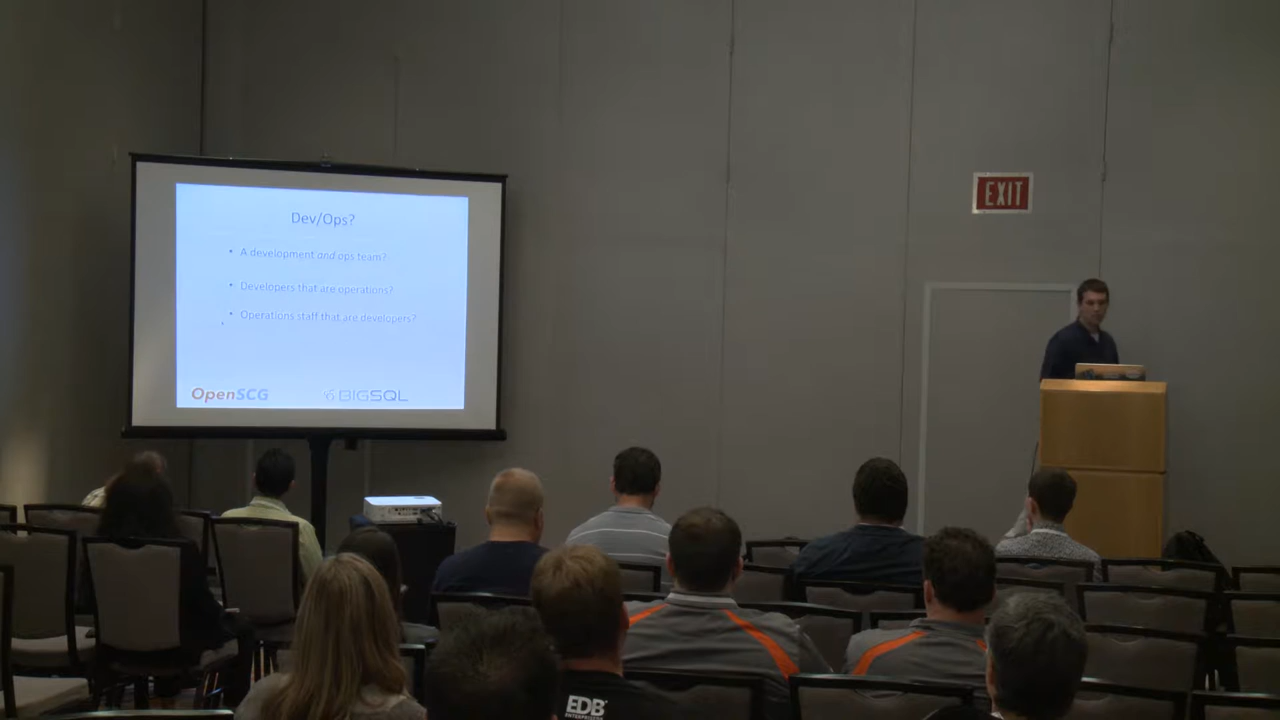 Dev/Ops?
• A development and ops team?
• Developers that are operations?
• Operations staff that are developers?
OpenSCG
BIGSQL
EXIT
EDB